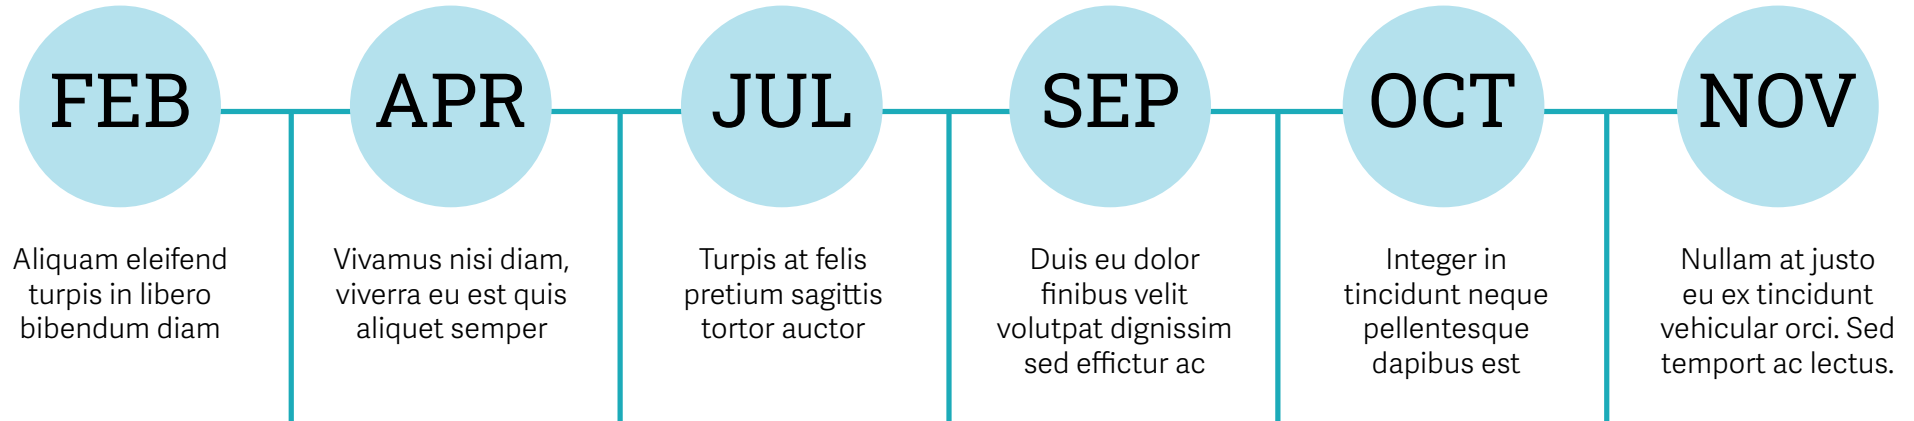 FEB
Aliquam eleifend
turpis in libero
bibendum diam
APR
Vivamus nisi diam,
viverra eu est quis
aliquet semper
JUL
Turpis at felis
pretium sagittis
tortor auctor
SEP
Duis eu dolor
finibus velit
volutpat dignissim
sed effictur ac
OCT
Integer in
tincidunt neque
pellentesque
dapibus est
NOV
Nullam at justo
eu ex tincidunt
vehicular orci. Sed
temport ac lectus.